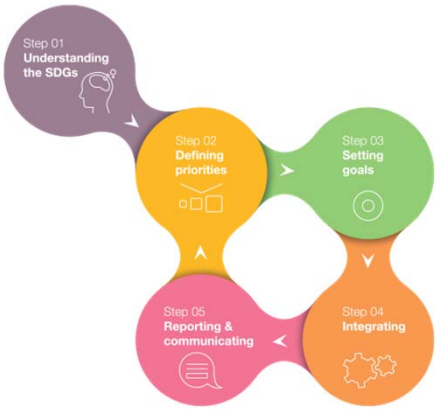 Step 01
Understanding
the SDGs
Step 02
Defining
priorities
Step 03
Setting
goals
Step 04
Integrating
Step 05
Reporting &
communicating